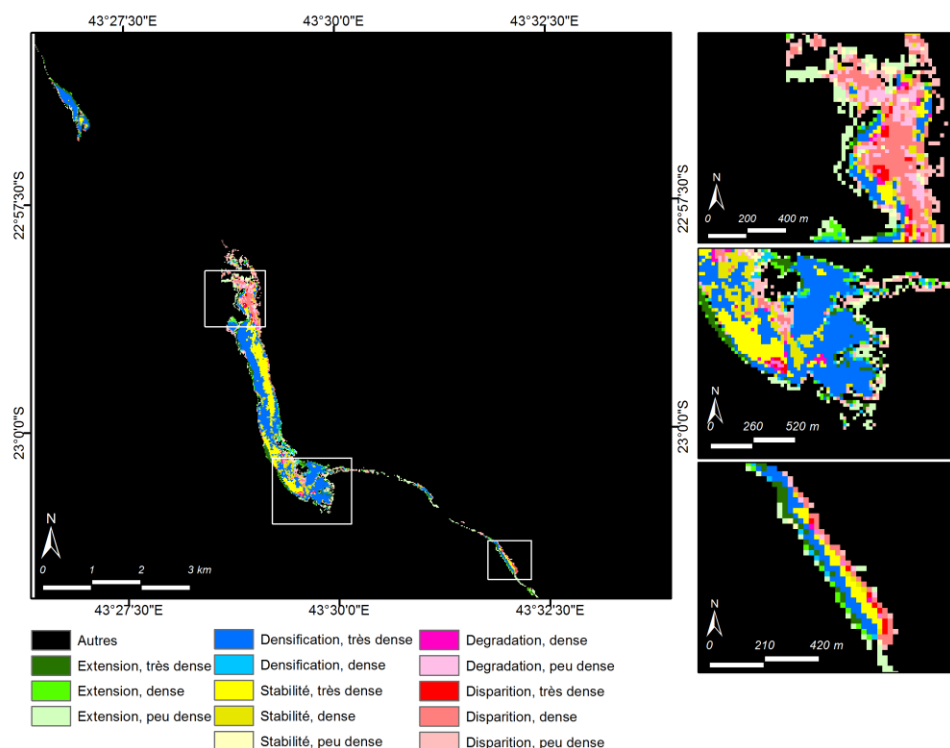 43°27'30"E 43°30'0"E 43°32'30"E
22°57'30"S
23°0'0"S
N
0 1 2 3 km
43°27'30"E 43°30'0"E 43°32'30"E
N
0 200 400 m
22°57'30"S
N
0 260 520 m
23°0'0"S
N
0 210 420 m
Autres
Extension, très dense
Extension, dense
Extension, peu dense
Densification, très dense
Densification, dense
Stabilité, très dense
Stabilité, dense
Stabilité, peu dense
Degradation, dense
Degradation, peu dense
Disparition, très dense
Disparition, dense
Disparition, peu dense